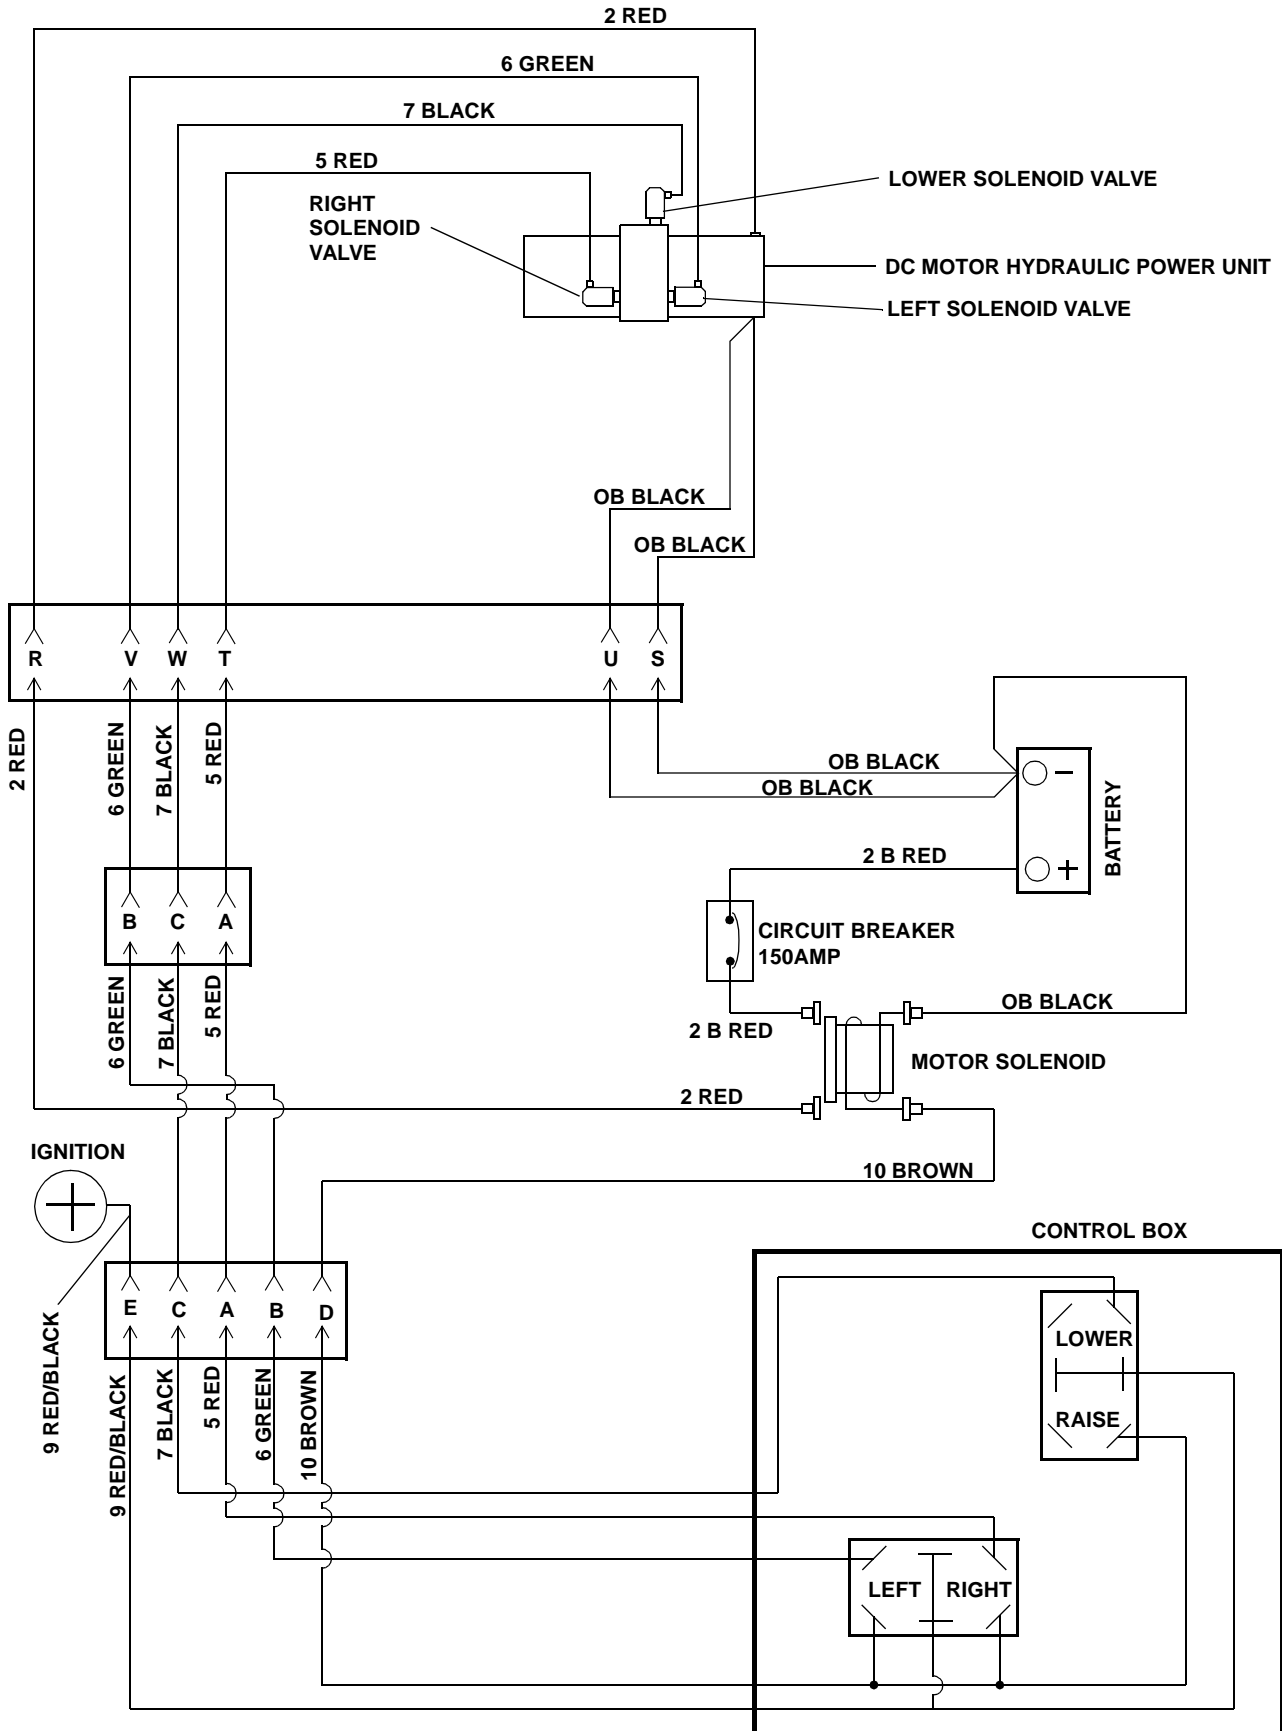 2 RED
6 GREEN
7 BLACK
5 RED
RIGHT
SOLENOID
VALVE
LOWER SOLENOID VALVE
DC MOTOR HYDRAULIC POWER UNIT
LEFT SOLENOID VALVE
OB BLACK
OB BLACK
R
V
W
T
U
S
2 RED
6 GREEN
7 BLACK
5 RED
OB BLACK
OB BLACK
−
+
BATTERY
2 B RED
CIRCUIT BREAKER
150AMP
B
C
A
6 GREEN
7 BLACK
5 RED
2 B RED
OB BLACK
MOTOR SOLENOID
2 RED
IGNITION
10 BROWN
CONTROL BOX
E
C
A
B
D
9 RED/BLACK
9 RED/BLACK
7 BLACK
5 RED
6 GREEN
10 BROWN
LOWER
RAISE
LEFT
RIGHT